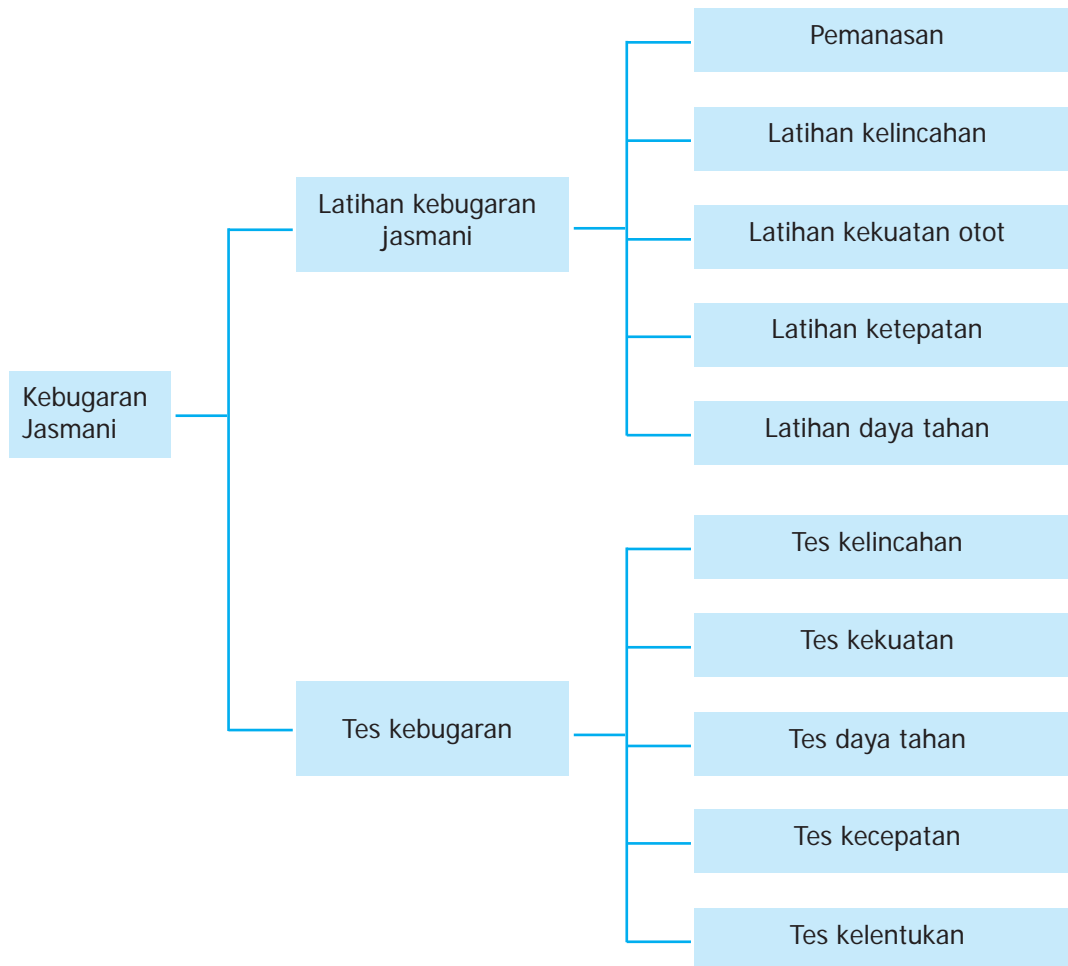 Kebugaran
Jasmani
Latihan kebugaran
jasmani
Pemanasan
Latihan kelincahan
Latihan kekuatan otot
Latihan ketepatan
Latihan daya tahan
Tes kebugaran
Tes kelincahan
Tes kekuatan
Tes daya tahan
Tes kecepatan
Tes kelentukan